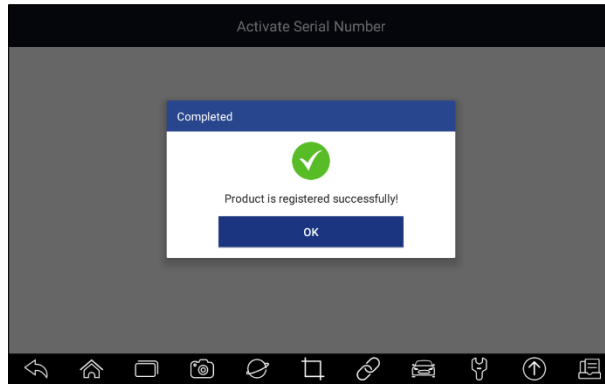 Activate Serial Number
Completed
Product is registered successfully!
OK